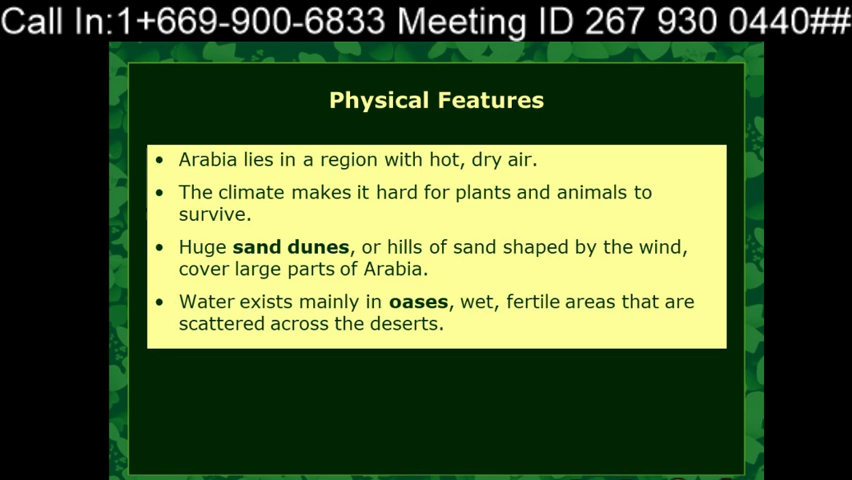 Call In:1+669-900-6833 Meeting ID 267 930 0440##
Physical Features
• Arabia lies in a region with hot, dry air.
• The climate makes it hard for plants and animals to
survive.
• Huge sand dunes, or hills of sand shaped by the wind,
cover large parts of Arabia.
• Water exists mainly in oases, wet, fertile areas that are
scattered across the deserts.